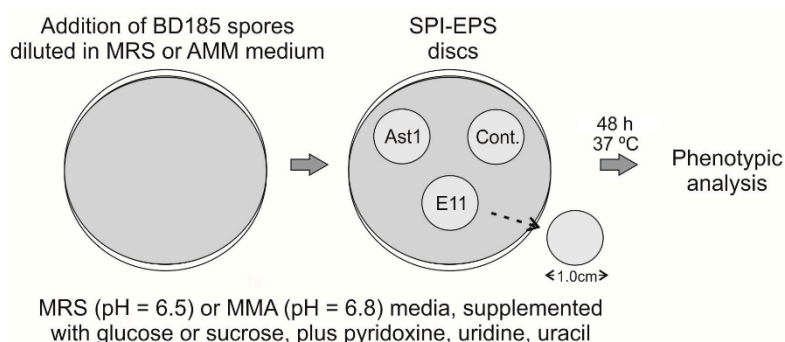 Addition of BD185 spores
diluted in MRS or AMM medium
SPI-EPS
discs
Ast1
Cont.
E11
1.0cm
48 h
37 ºC
Phenotypic
analysis
MRS (pH = 6.5) or MMA (pH = 6.8) media, supplemented
with glucose or sucrose, plus pyridoxine, uridine, uracil